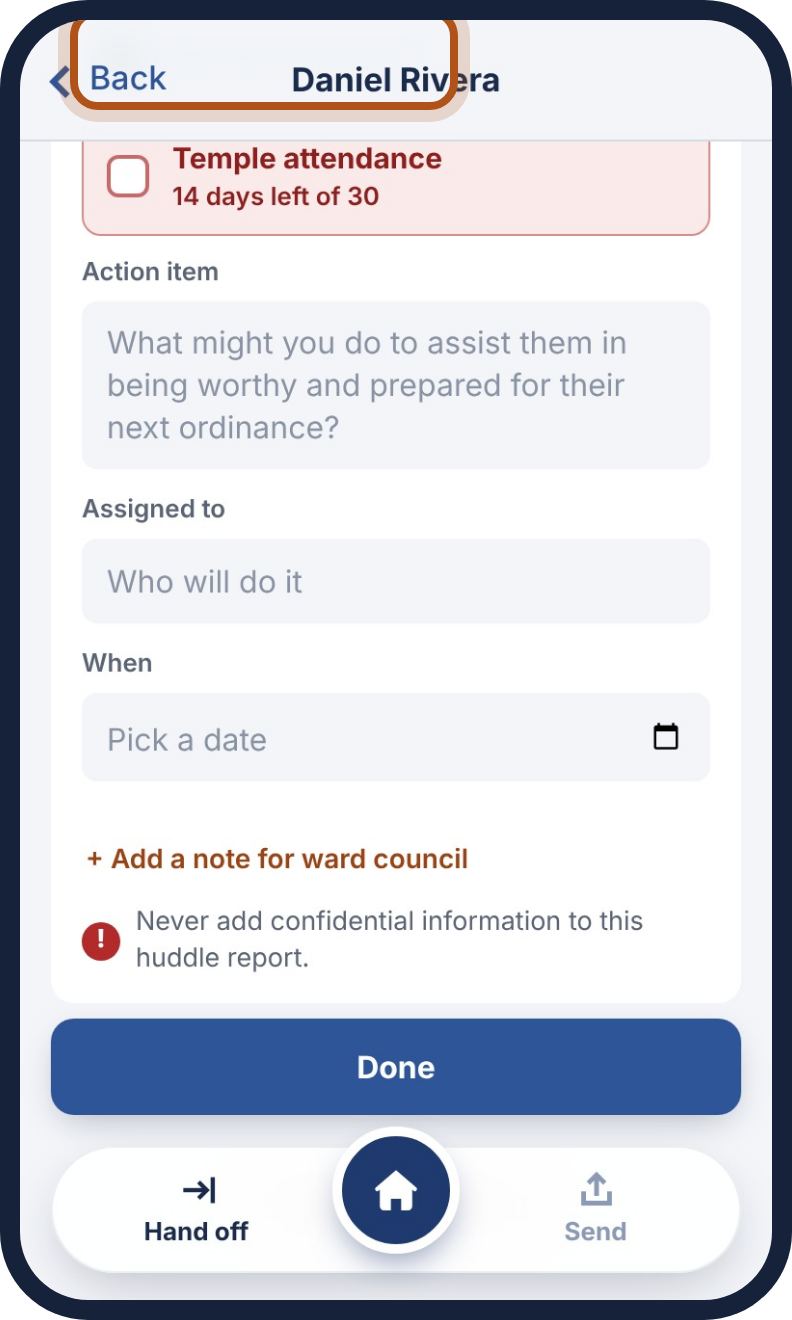 Back
Daniel Rivera
Temple attendance
14 days left of 30
Action item
What might you do to assist them in
being worthy and prepared for their
next ordinance?
Assigned to
Who will do it
When
Pick a date
+ Add a note for ward council
! Never add confidential information to this
huddle report.
Done
Hand off
Send